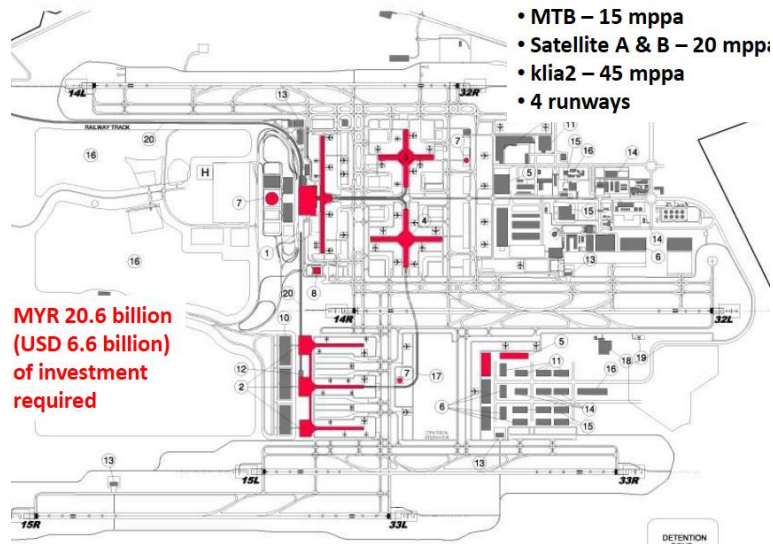 • MTB – 15 mppa
• Satellite A & B – 20 mppa
• klia2 – 45 mppa
• 4 runways
14L
32R
13
RAILWAY TRACK
20
16
H
7
3
7
11
15
16
14
5
4
15
1
16
14
6
13
8
20
14R
32L
MYR 20.6 billion
(USD 6.6 billion)
of investment
required
10
5
18
19
12
7
17
11
16
2
6
14
15
13
15L
33R
13
15R
33L
DETENTION